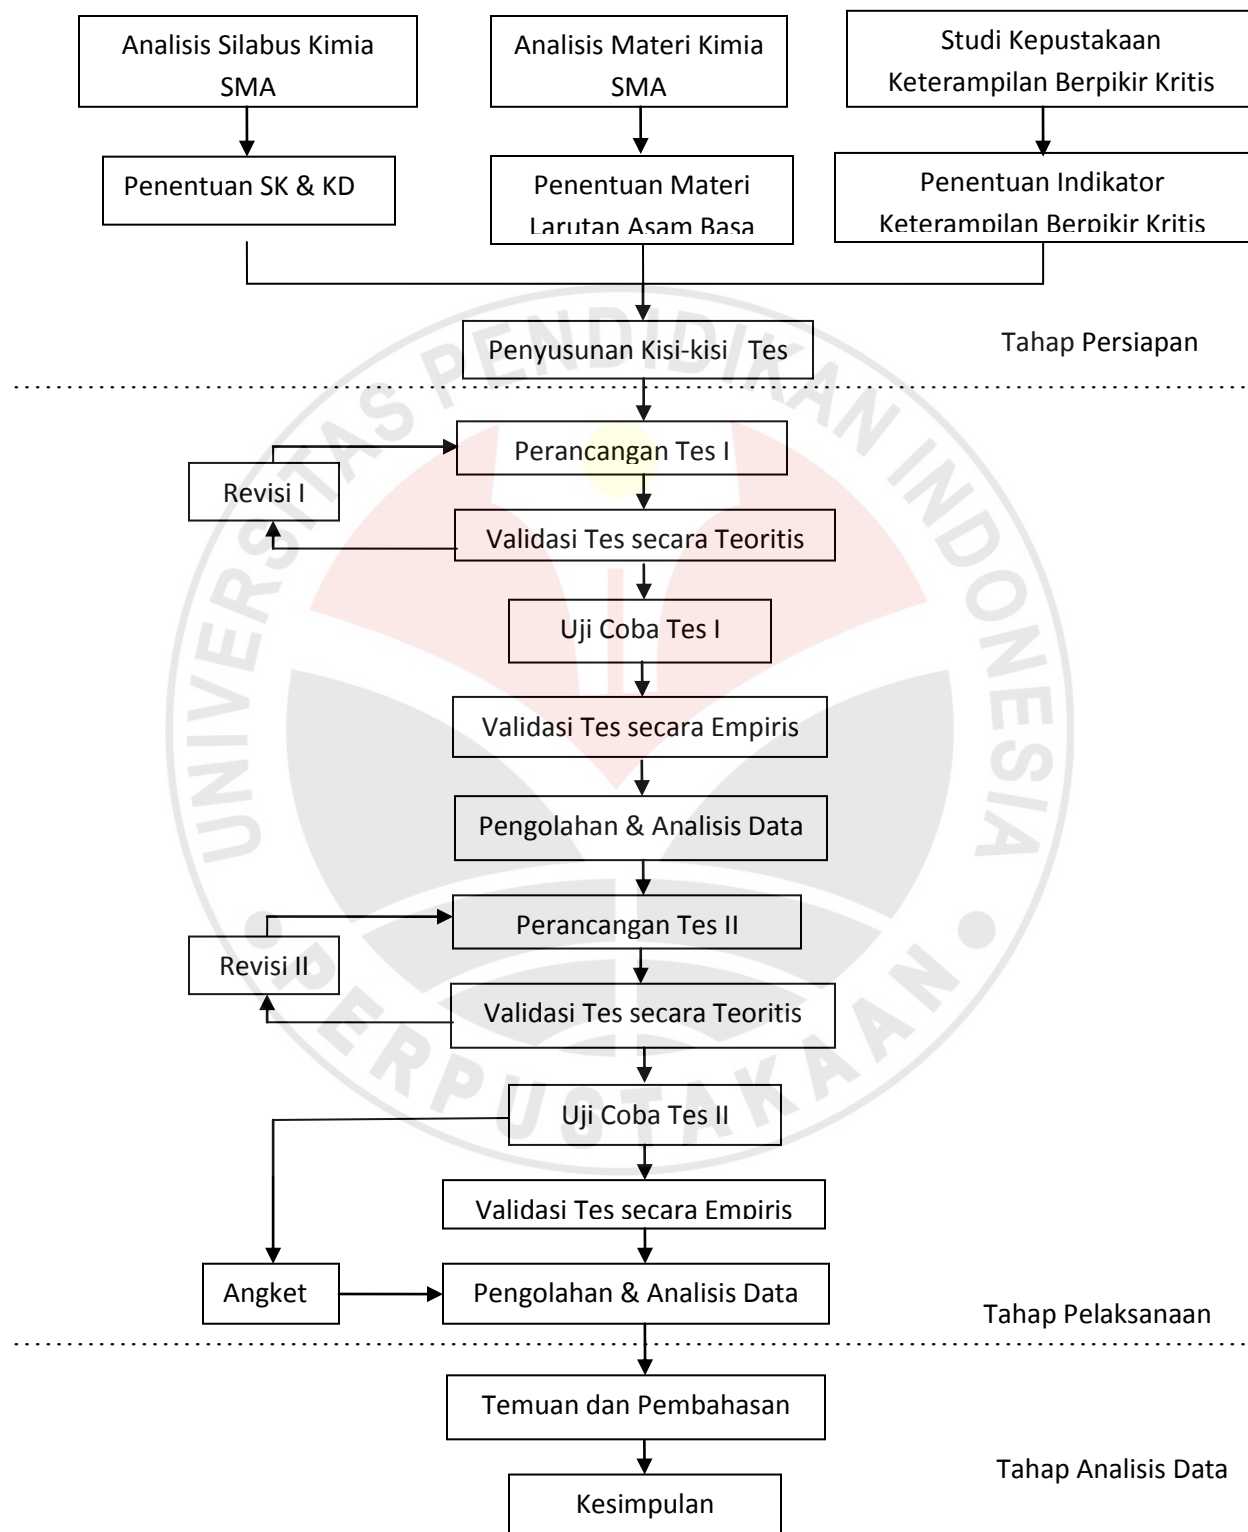 Analisis Silabus Kimia
SMA
Analisis Materi Kimia
SMA
Studi Kepustakaan
Keterampilan Berpikir Kritis
Penentuan SK & KD
Penentuan Materi
Larutan Asam Basa
Penentuan Indikator
Keterampilan Berpikir Kritis
Penyusunan Kisi-kisi Tes
Tahap Persiapan
Perancangan Tes I
Revisi I
Validasi Tes secara Teoritis
Uji Coba Tes I
Validasi Tes secara Empiris
Pengolahan & Analisis Data
Perancangan Tes II
Revisi II
Validasi Tes secara Teoritis
Uji Coba Tes II
Validasi Tes secara Empiris
Angket
Pengolahan & Analisis Data
Tahap Pelaksanaan
Temuan dan Pembahasan
Tahap Analisis Data
Kesimpulan
UNIVERSITAS PENDIDIKAN INDONESIA
PERPUSTAKAAN